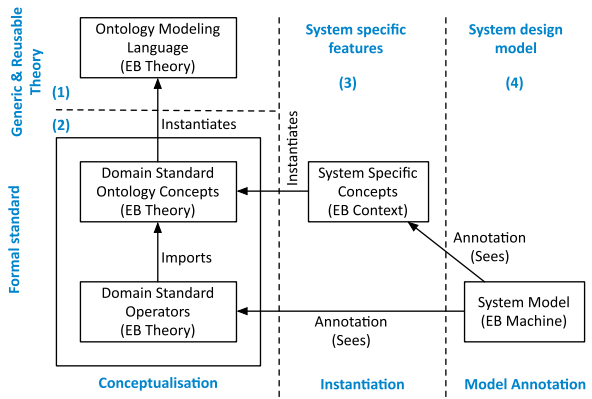 Generic & Reusable
Theory
Formal standard
(1)
(2)
Ontology Modeling
Language
(EB Theory)
Instantiates
Domain Standard
Ontology Concepts
(EB Theory)
Imports
Domain Standard
Operators
(EB Theory)
Conceptualisation
System specific
features
(3)
Instantiates
System Specific
Concepts
(EB Context)
Annotation
(Sees)
Instantiation
System design
model
(4)
Annotation
(Sees)
System Model
(EB Machine)
Model Annotation